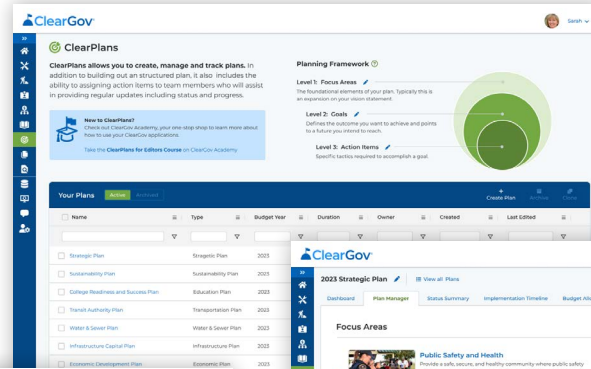 ClearGov
Sarah
ClearPlans
ClearPlans allows you to create, manage and track plans. In
addition to building out an structured plan, it also includes the
ability to assigning action items to team members who will assist
in providing regular updates including status and progress.
New to ClearPlans?
Check out ClearGov Academy, your one-stop shop to learn more about
how to use your ClearGov applications.
Take the ClearPlans for Editors Course on ClearGov Academy
Planning Framework
Level 1: Focus Areas
The foundational elements of your plan. Typically this is
an expansion on your vision statement.
Level 2: Goals
Defines the outcome you want to achieve and points
to a future you intend to reach.
Level 3: Action Items
Specific tactics required to accomplish a goal.
Your Plans Active Archived
Create Plan Archive Clone
Name Type Budget Year Duration Owner Created Last Edited
Strategic Plan Stragetic Plan 2023
Sustainability Plan Sustainability Plan 2023
College Readiness and Success Plan Education Plan 2023
Transit Authority Plan Transportation Plan 2023
Water & Sewer Plan Water & Sewer Plan 2023
Infrastructure Capital Plan Infrastructure Plan 2023
Economic Development Plan Economic Plan 2023
ClearGov
2023 Strategic Plan View all Plans
Dashboard Plan Manager Status Summary Implementation Timeline Budget All
Focus Areas
Public Safety and Health
Provide a safe, secure, and healthy community where public safety